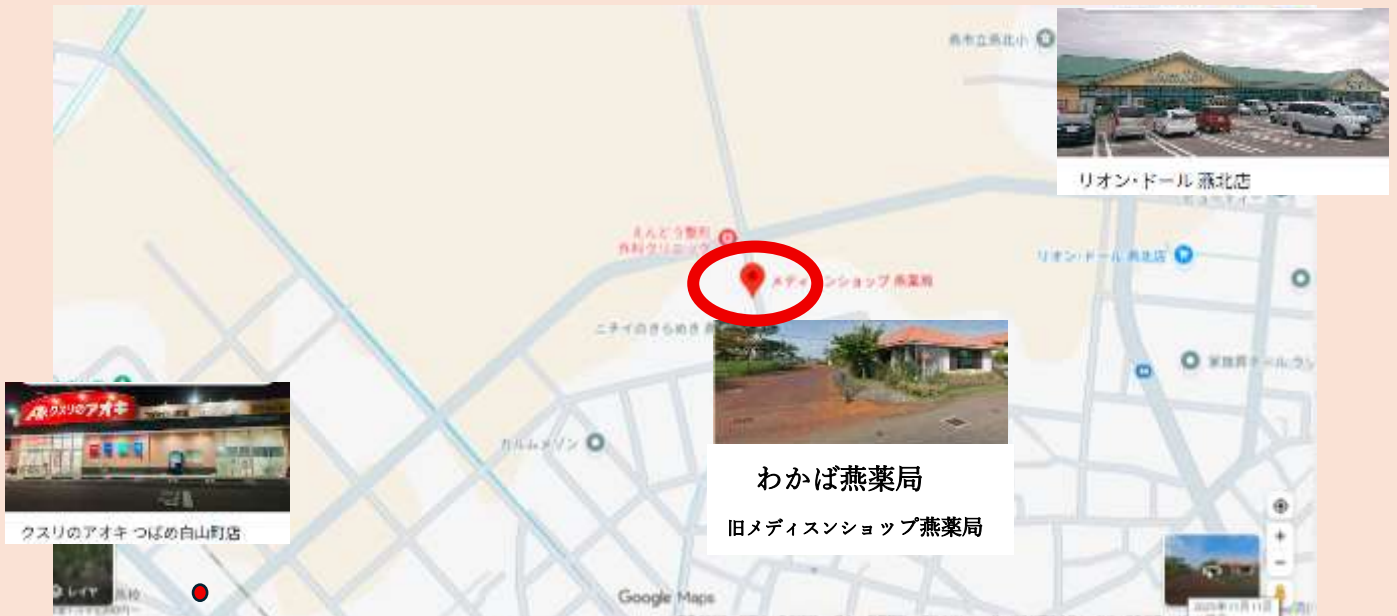 燕市立燕北小
リオン・ドール 燕北店
えんどう整形
外科クリニック
リオン・ドール 燕北店
メディスンショップ 燕薬局
ニチイのきらめき
クスリのアオキ
クスリのアオキ つばめ白山町店
カルムメゾン
わかば燕薬局
旧メディスンショップ燕薬局
レイヤ
Google Maps